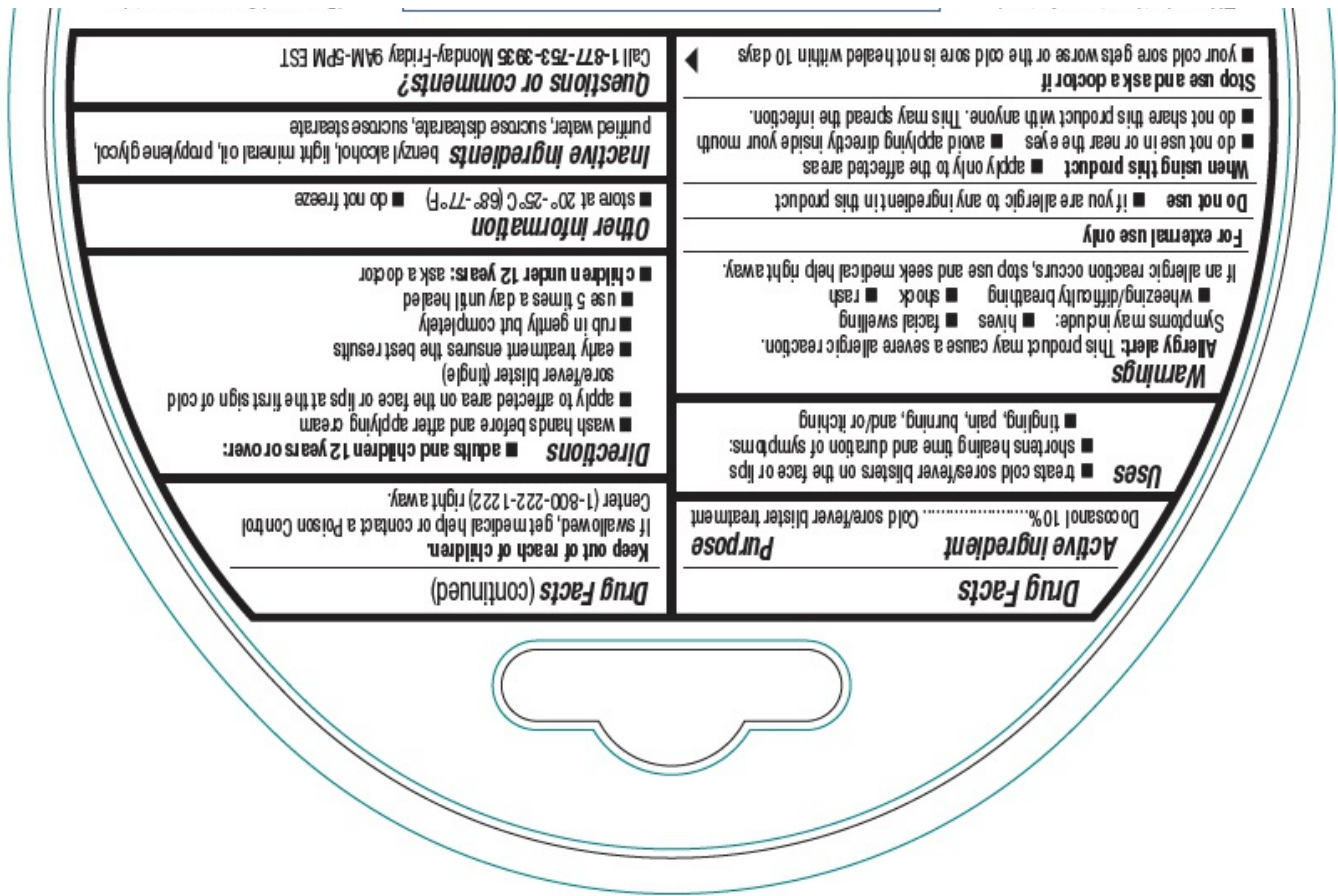 Drug Facts
Active ingredient Purpose
Docosanol 10%...................... Cold sore/fever blister treatment
Uses ■ treats cold sores/fever blisters on the face or lips
■ shortens healing time and duration of symptoms:
■ tingling, pain, burning, and/or itching
Warnings
Allergy alert: This product may cause a severe allergic reaction.
Symptoms may include: ■ hives ■ facial swelling
■ wheezing/difficulty breathing ■ shock ■ rash
If an allergic reaction occurs, stop use and seek medical help right away.
For external use only
Do not use ■ if you are allergic to any ingredient in this product
When using this product ■ apply only to the affected areas
■ do not use in or near the eyes ■ avoid applying directly inside your mouth
■ do not share this product with anyone. This may spread the infection.
Stop use and ask a doctor if
■ your cold sore gets worse or the cold sore is not healed within 10 days
Drug Facts (continued)
Keep out of reach of children.
If swallowed, get medical help or contact a Poison Control
Center (1-800-222-1222) right away.
Directions ■ adults and children 12 years or over:
■ wash hands before and after applying cream
■ apply to affected area on the face or lips at the first sign of cold
sore/fever blister (tingle)
■ early treatment ensures the best results
■ rub in gently but completely
■ use 5 times a day until healed
■ children under 12 years: ask a doctor
Other information
■ store at 20°-25°C (68°-77°F) ■ do not freeze
Inactive ingredients benzyl alcohol, light mineral oil, propylene glycol,
purified water, sucrose distearate, sucrose stearate
Questions or comments?
Call 1-877-753-3935 Monday-Friday 9AM-5PM EST